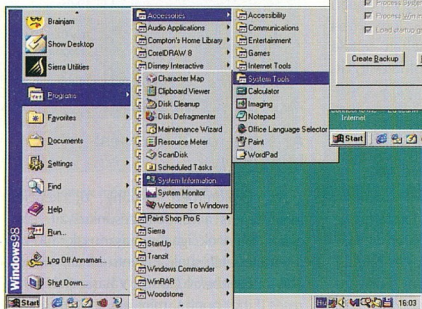 Brainjam
Show Desktop
Sierra Utilities
Programs
Favorites
Documents
Settings
Find
Help
Run...
Log Off Annamari...
Shut Down...
Windows98
Accessories
Audio Applications
Compton's Home Library
CorelDRAW 8
Disney Interactive
Character Map
Clipboard Viewer
Disk Cleanup
Disk Defragmenter
Maintenance Wizard
Resource Meter
ScanDisk
Scheduled Tasks
System Information
System Monitor
Welcome To Windows
Paint Shop Pro 6
Sierra
StartUp
Tranzit
Windows Commander
WinRAR
Woodstone
Accessibility
Communications
Entertainment
Games
Internet Tools
System Tools
Calculator
Imaging
Notepad
Office Language Selector
Paint
WordPad
Create Backup
Internet
Start
Start
16:03